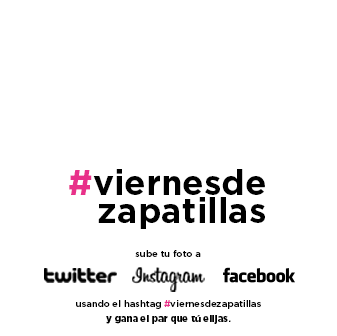 #viernesde
zapatillas
sube tu foto a
twitter Instagram facebook
usando el hashtag #viernesdezapatillas
y gana el par que tú elijas.